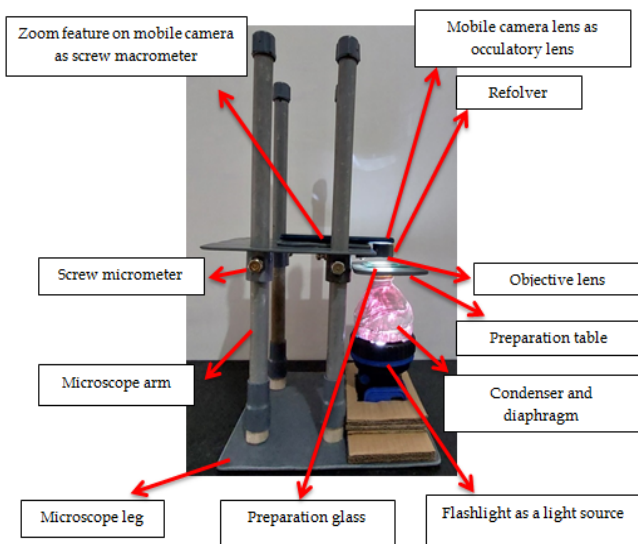 Zoom feature on mobile camera
as screw macrometer
Mobile camera lens as
occulatory lens
Refolver
Screw micrometer
Objective lens
Preparation table
Microscope arm
Condenser and
diaphragm
Microscope leg
Preparation glass
Flashlight as a light source